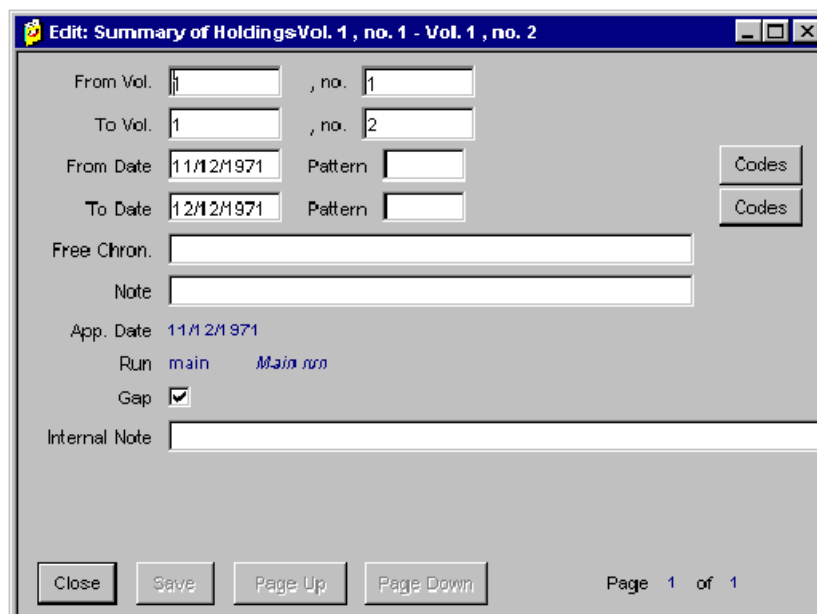 Edit: Summary of HoldingsVol. 1 , no. 1 - Vol. 1 , no. 2
From Vol. 1 , no. 1
To Vol. 1 , no. 2
From Date 11/12/1971 Pattern Codes
To Date 12/12/1971 Pattern Codes
Free Chron.
Note
App. Date 11/12/1971
Run main Main run
Gap
Internal Note
Close Save Page Up Page Down Page 1 of 1